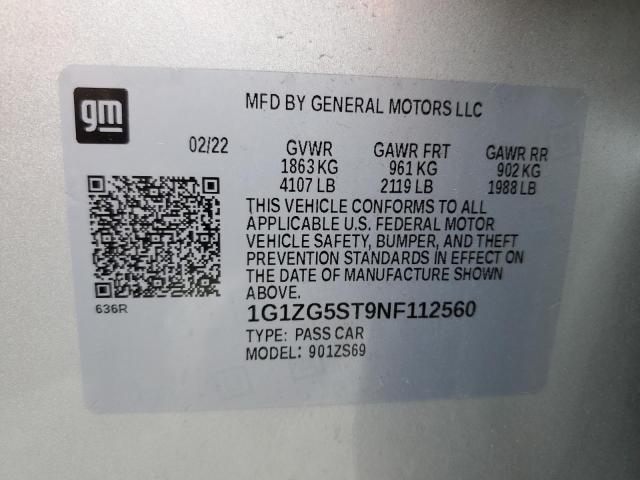 gm
MFD BY GENERAL MOTORS LLC
02/22 GVWR GAWR FRT GAWR RR
1863 KG 961 KG 902 KG
4107 LB 2119 LB 1988 LB
THIS VEHICLE CONFORMS TO ALL
APPLICABLE U.S. FEDERAL MOTOR
VEHICLE SAFETY, BUMPER, AND THEFT
PREVENTION STANDARDS IN EFFECT ON
THE DATE OF MANUFACTURE SHOWN
ABOVE.
636R
1G1ZG5ST9NF112560
TYPE: PASS CAR
MODEL: 901ZS69